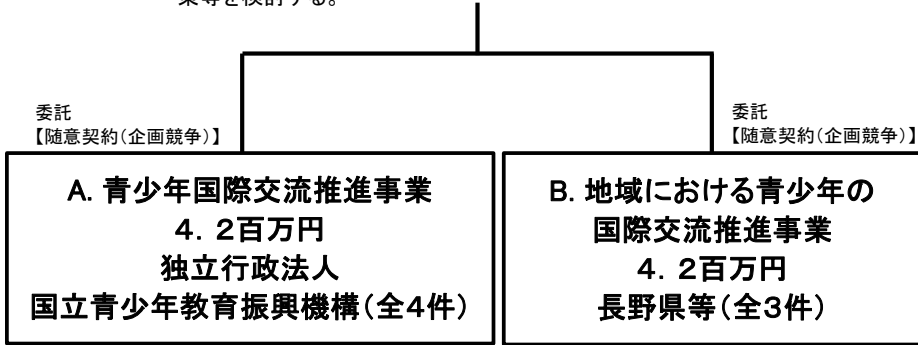 業等を検討する。
委託
【随意契約(企画競争)】
A. 青少年国際交流推進事業
4．2百万円
独立行政法人
国立青少年教育振興機構(全4件)
委託
【随意契約(企画競争)】
B. 地域における青少年の
国際交流推進事業
4．2百万円
長野県等(全3件)